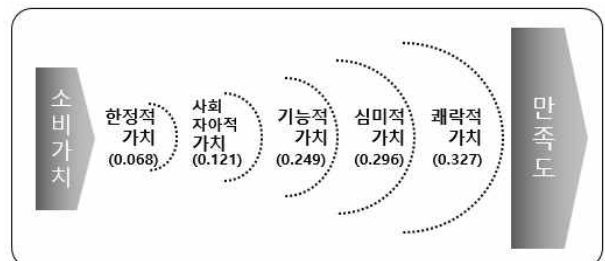 소비가치
한정적
가치
(0.068)
사회
자아적
가치
(0.121)
기능적
가치
(0.249)
심미적
가치
(0.296)
쾌락적
가치
(0.327)
만족도